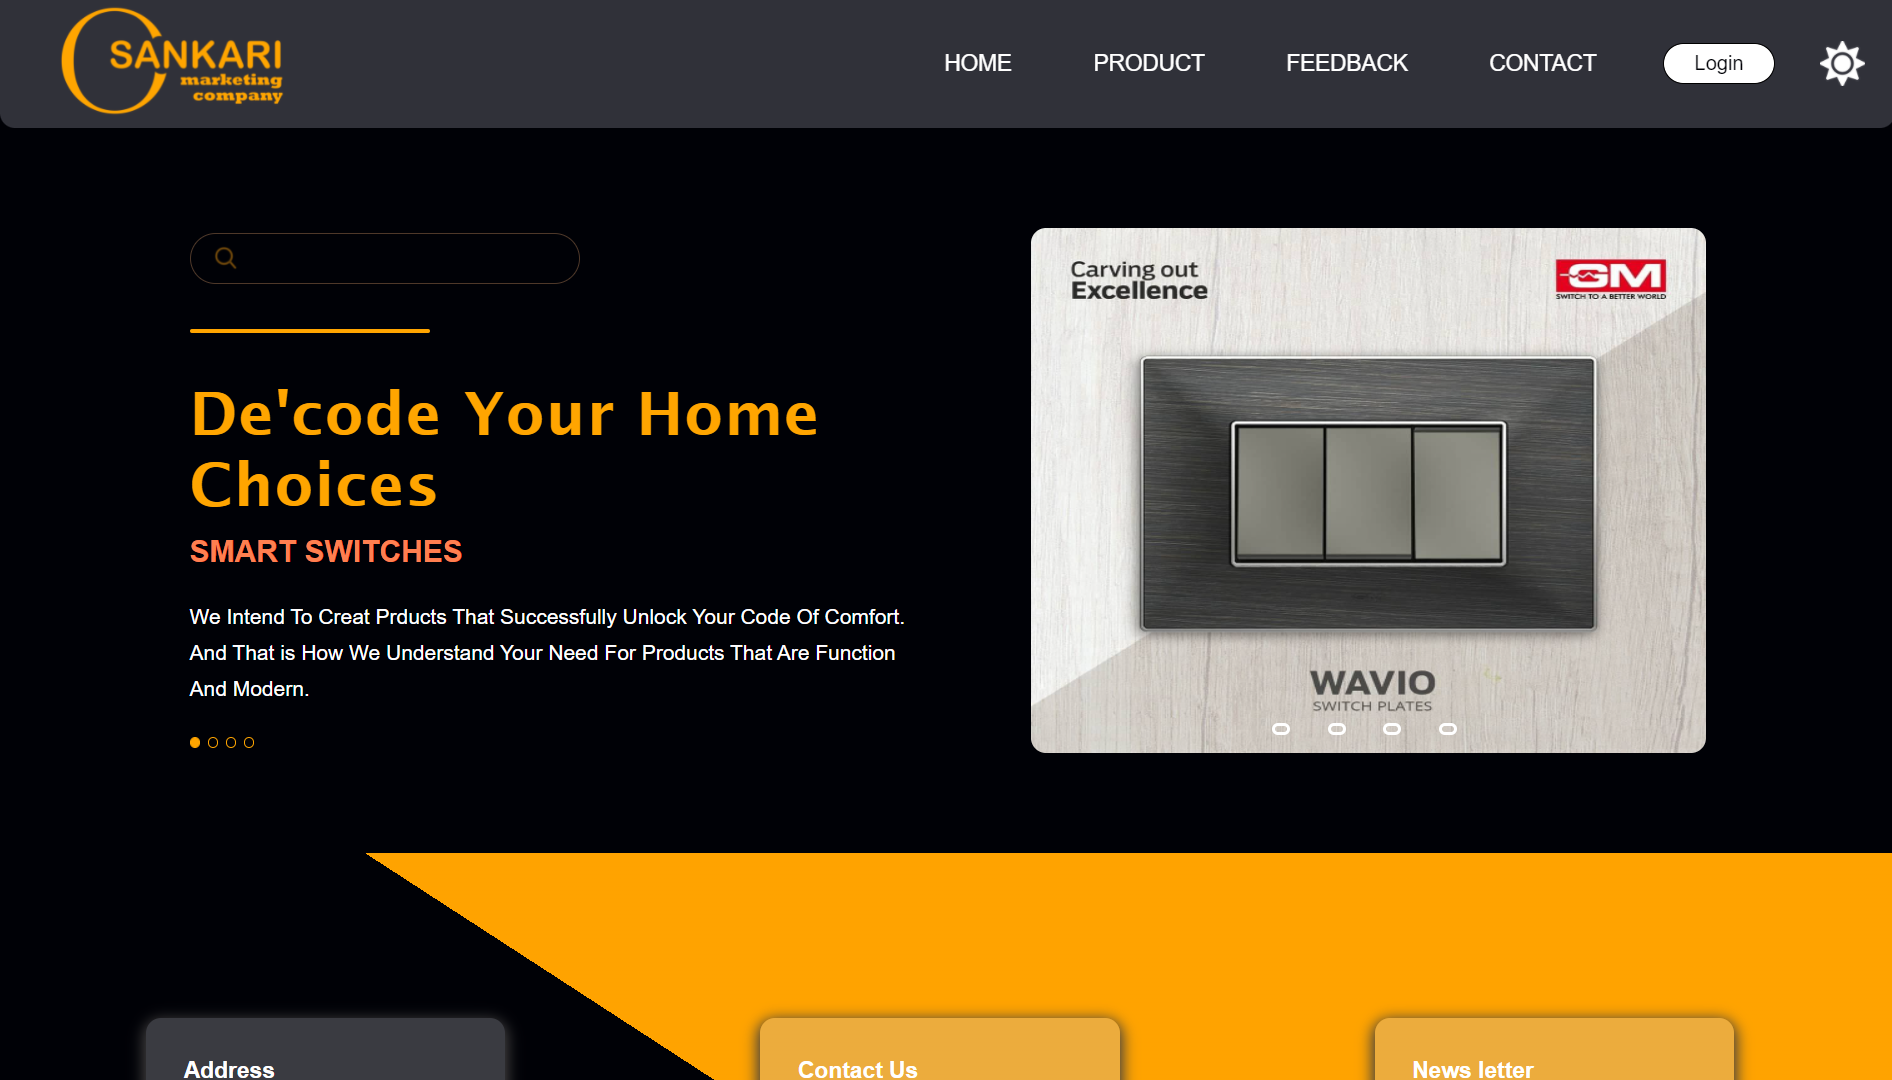 SANKARI
marketing
company
HOME PRODUCT FEEDBACK CONTACT Login
Carving out
Excellence
GM
SWITCH TO A BETTER WORLD
De'code Your Home
Choices
SMART SWITCHES
We Intend To Creat Prducts That Successfully Unlock Your Code Of Comfort.
And That is How We Understand Your Need For Products That Are Function
And Modern.
WAVIO
SWITCH PLATES
Address
Contact Us
News letter